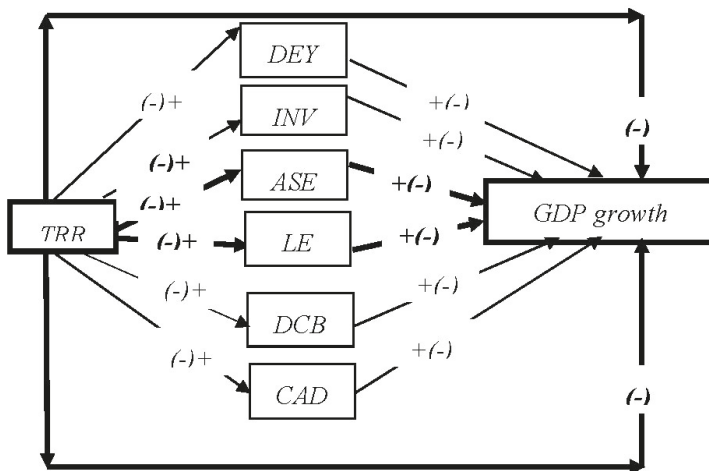 DEY
(-)+
+(-)
INV
(-)+
+(-)
(-)
ASE
(-)+
+(-)
TRR
GDP growth
(-)+
LE
+(-)
(-)+
DCB
+(-)
(-)+
CAD
+(-)
(-)